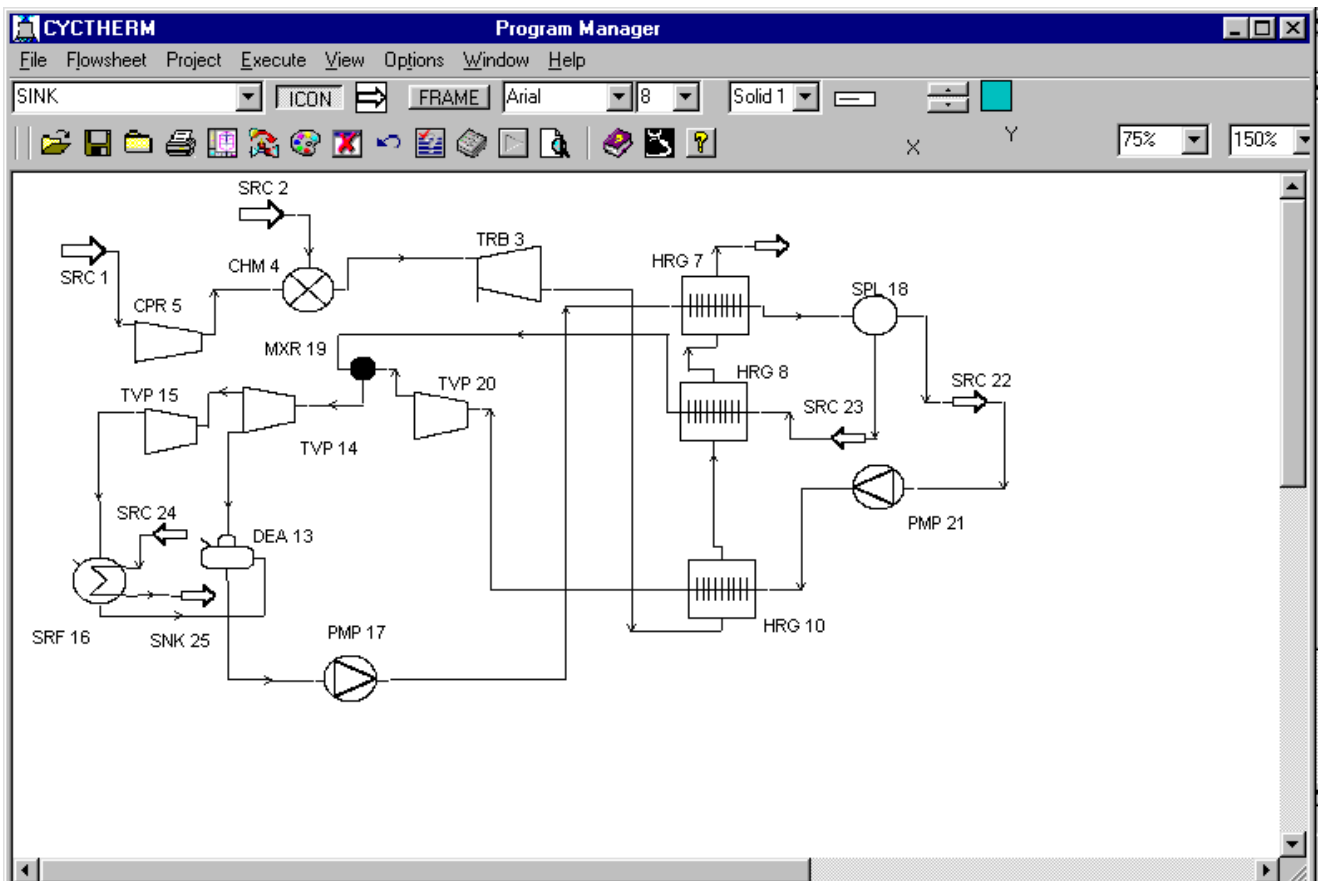 CYCTHERM Program Manager
File Flowsheet Project Execute View Options Window Help
SINK ICON FRAME Arial 8 Solid 1
X Y 75% 150%
SRC 2
SRC 1
CHM 4
TRB 3
HRG 7
CPR 5
SPL 18
MXR 19
HRG 8
TVP 15
TVP 20
SRC 22
SRC 23
TVP 14
SRC 24
DEA 13
PMP 21
SRF 16
SNK 25
PMP 17
HRG 10